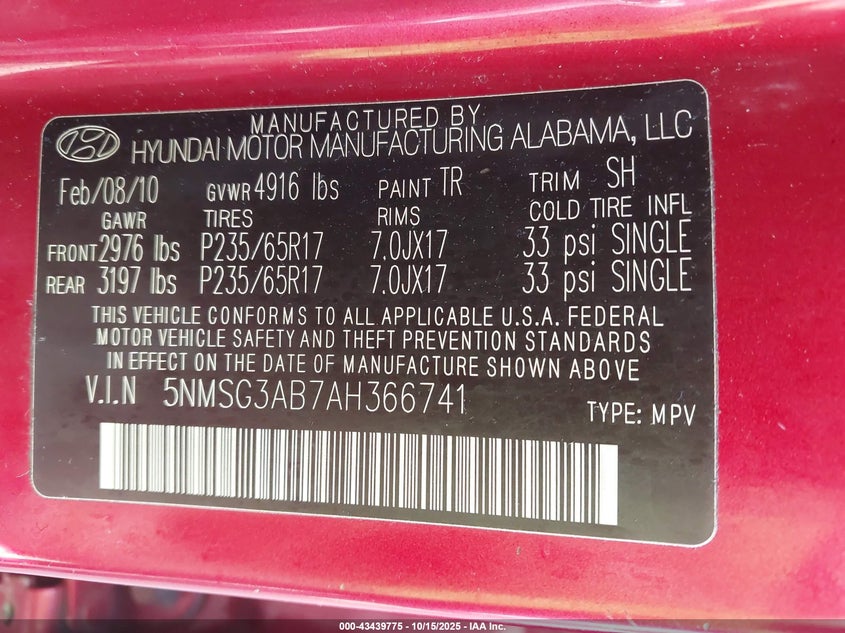 MANUFACTURED BY
HYUNDAI MOTOR MANUFACTURING ALABAMA, LLC
Feb/08/10 GVWR 4916 lbs PAINT TR TRIM SH
GAWR TIRES RIMS COLD TIRE INFL
FRONT 2976 lbs P235/65R17 7.0JX17 33 psi SINGLE
REAR 3197 lbs P235/65R17 7.0JX17 33 psi SINGLE
THIS VEHICLE CONFORMS TO ALL APPLICABLE U.S.A. FEDERAL
MOTOR VEHICLE SAFETY AND THEFT PREVENTION STANDARDS
IN EFFECT ON THE DATE OF MANUFACTURE SHOWN ABOVE.
V.I.N 5NMSG3AB7AH366741
TYPE: MPV
000-43439775 - 10/15/2025 - IAA Inc.